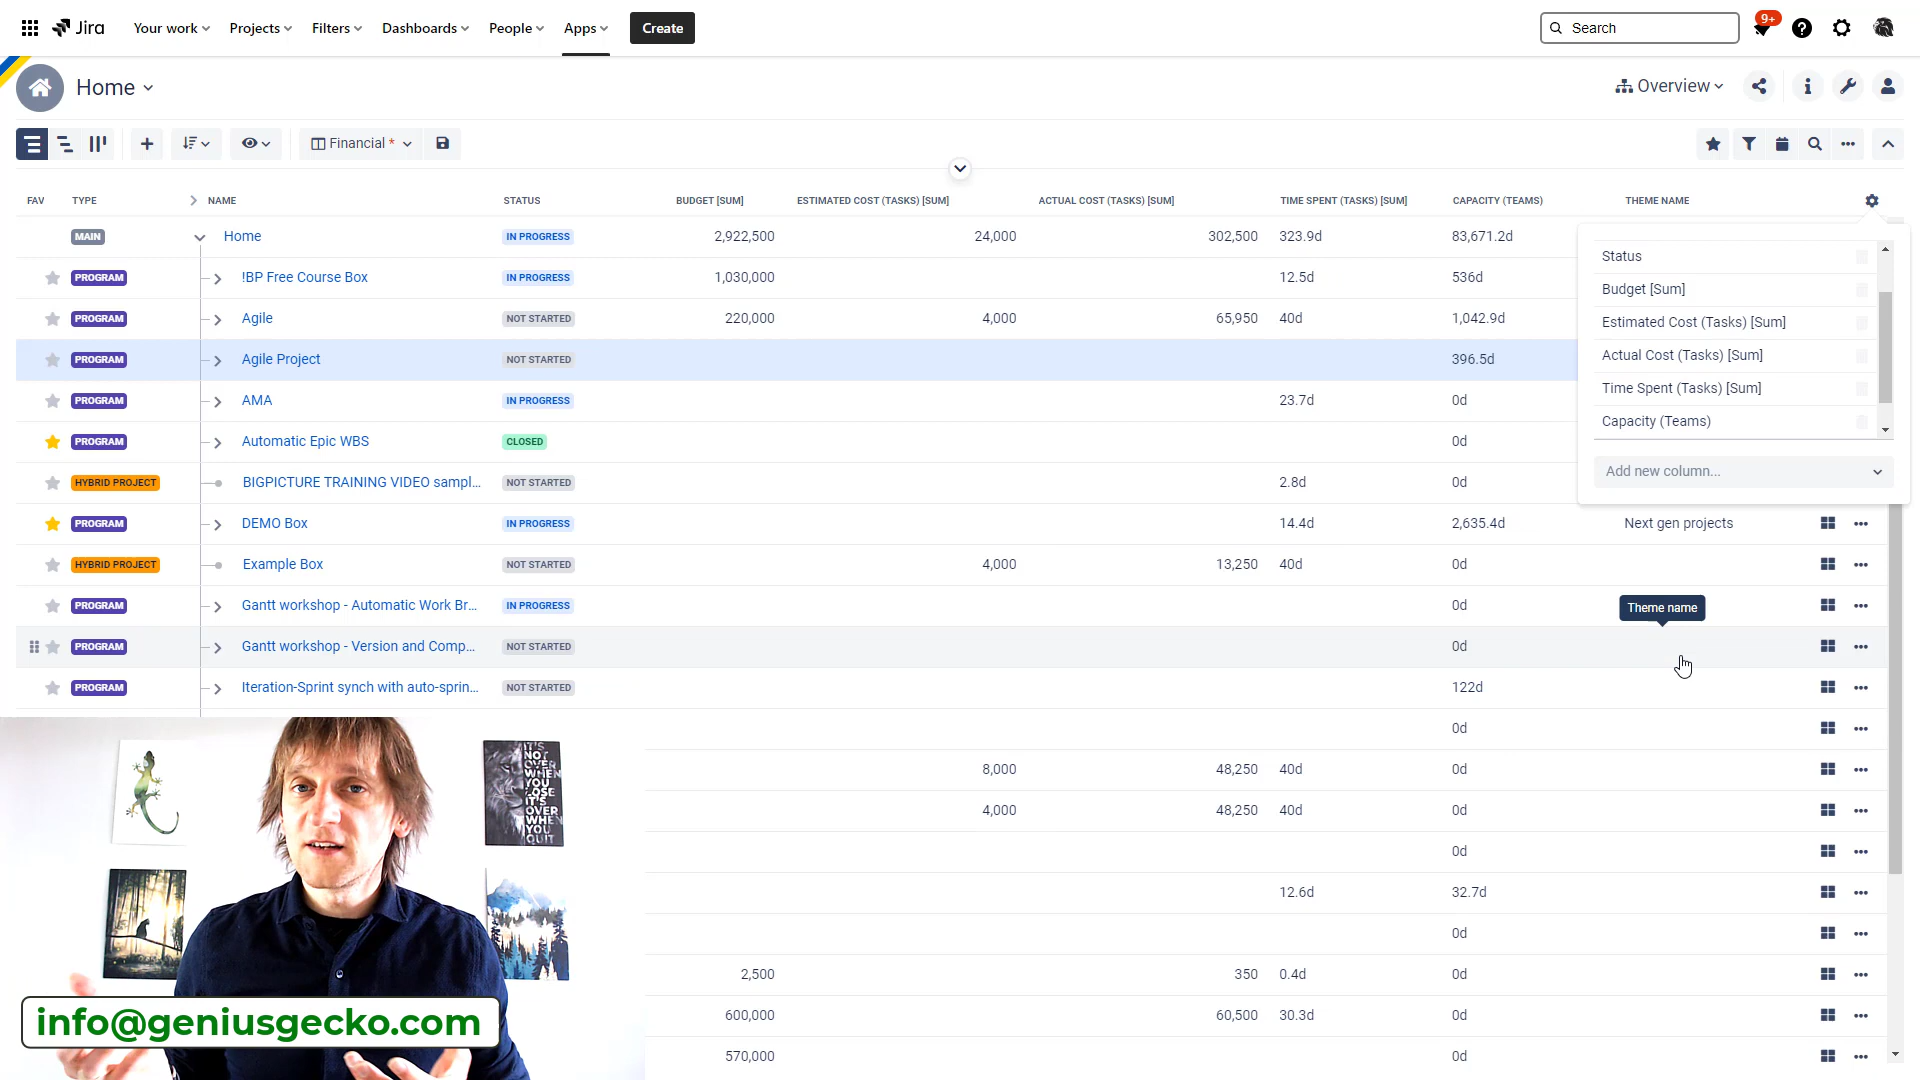 Jira Your work Projects Filters Dashboards People Apps Create Search 9+
Home Overview
Financial *
FAV TYPE NAME STATUS BUDGET [SUM] ESTIMATED COST (TASKS) [SUM] ACTUAL COST (TASKS) [SUM] TIME SPENT (TASKS) [SUM] CAPACITY (TEAMS) THEME NAME
MAIN Home IN PROGRESS 2,922,500 24,000 302,500 323.9d 83,671.2d
PROGRAM !BP Free Course Box IN PROGRESS 1,030,000 12.5d 536d
PROGRAM Agile NOT STARTED 220,000 4,000 65,950 40d 1,042.9d
PROGRAM Agile Project NOT STARTED 396.5d
PROGRAM AMA IN PROGRESS 23.7d 0d
PROGRAM Automatic Epic WBS CLOSED 0d
HYBRID PROJECT BIGPICTURE TRAINING VIDEO sampl... NOT STARTED 2.8d 0d
PROGRAM DEMO Box IN PROGRESS 14.4d 2,635.4d Next gen projects
HYBRID PROJECT Example Box NOT STARTED 4,000 13,250 40d 0d
PROGRAM Gantt workshop - Automatic Work Br... IN PROGRESS 0d
PROGRAM Gantt workshop - Version and Comp... NOT STARTED 0d
PROGRAM Iteration-Sprint synch with auto-sprin... NOT STARTED 122d
0d
8,000 48,250 40d 0d
4,000 48,250 40d 0d
0d
12.6d 32.7d
0d
2,500 350 0.4d 0d
600,000 60,500 30.3d 0d
570,000 0d
Status
Budget [Sum]
Estimated Cost (Tasks) [Sum]
Actual Cost (Tasks) [Sum]
Time Spent (Tasks) [Sum]
Capacity (Teams)
Add new column...
Theme name
IT'S
NOT
OVER
WHEN
YOU
LOSE
IT'S
OVER
WHEN
YOU
QUIT
info@geniusgecko.com